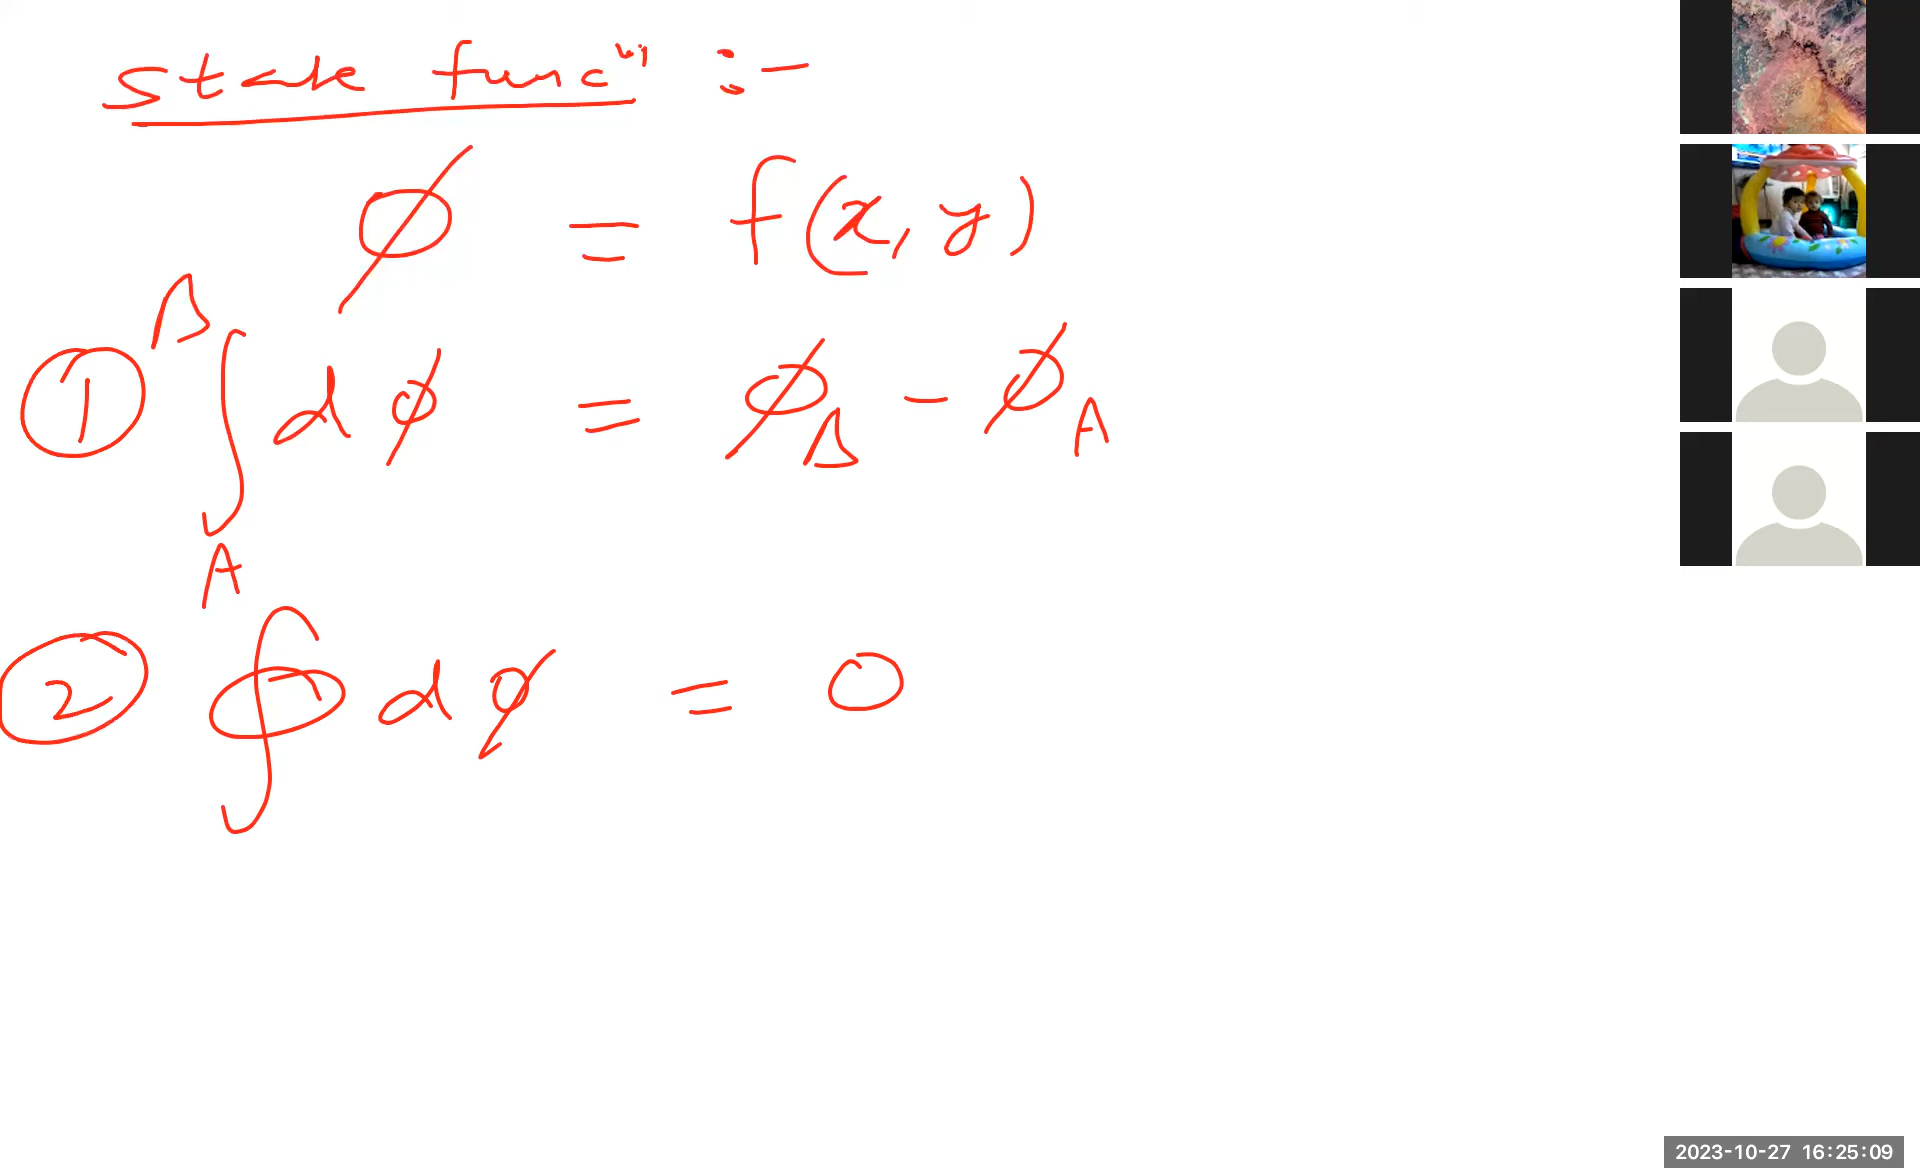 State funcⁿ :-
φ = f(x, y)
① ∫_A^B dφ = φ_B - φ_A
② ∮ dφ = 0
2023-10-27 16:25:09